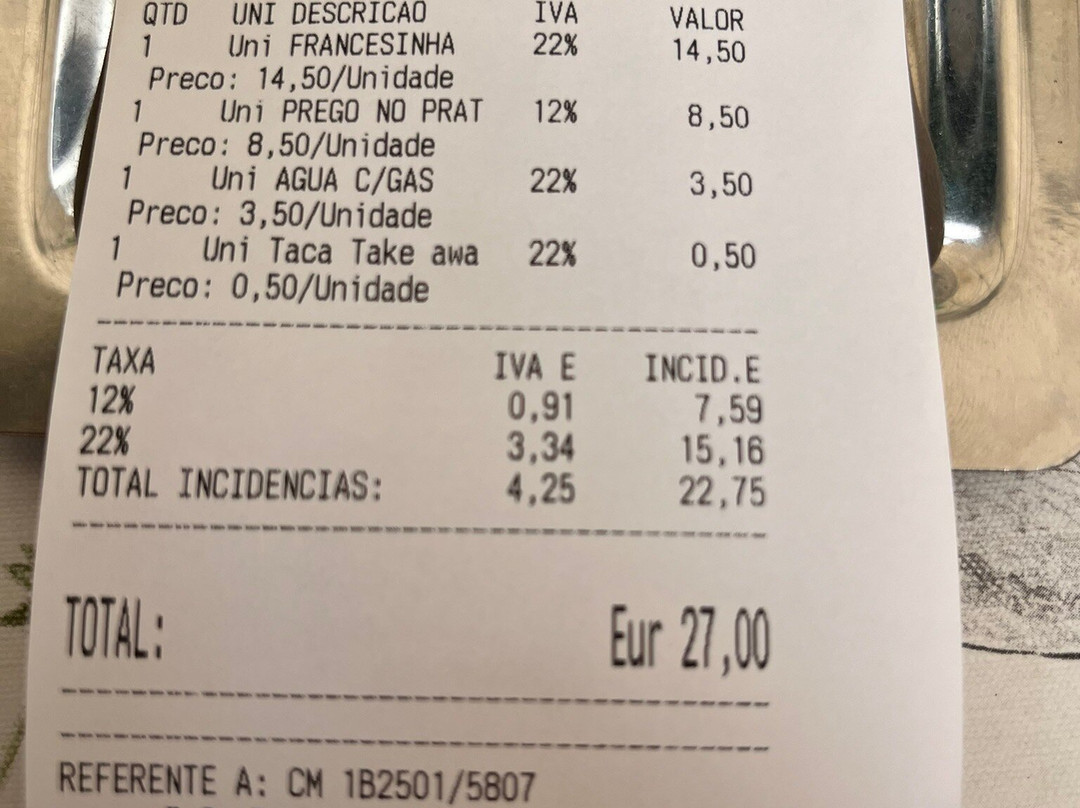 QTD UNI DESCRICAO IVA VALOR
1 Uni FRANCESINHA 22% 14,50
Preco: 14,50/Unidade
1 Uni PREGO NO PRAT 12% 8,50
Preco: 8,50/Unidade
1 Uni AGUA C/GAS 22% 3,50
Preco: 3,50/Unidade
1 Uni Taca Take awa 22% 0,50
Preco: 0,50/Unidade
TAXA IVA E INCID.E
12% 0,91 7,59
22% 3,34 15,16
TOTAL INCIDENCIAS: 4,25 22,75
TOTAL: Eur 27,00
REFERENTE A: CM 1B2501/5807